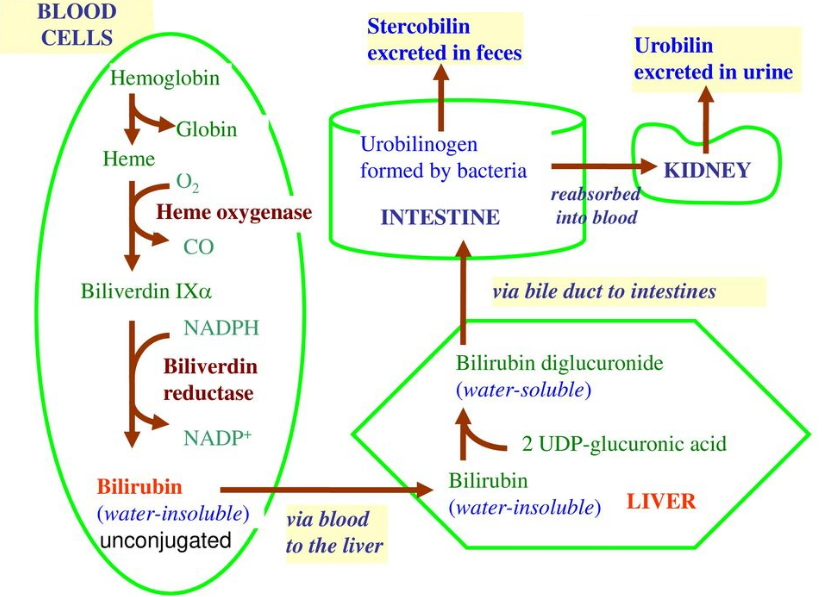 BLOOD
CELLS
Hemoglobin
Globin
Heme
O₂
Heme oxygenase
CO
Biliverdin IXα
NADPH
Biliverdin
reductase
NADP⁺
Bilirubin
(water-insoluble)
unconjugated
via blood
to the liver
Bilirubin
(water-insoluble)
LIVER
2 UDP-glucuronic acid
Bilirubin diglucuronide
(water-soluble)
via bile duct to intestines
Urobilinogen
formed by bacteria
INTESTINE
Stercobilin
excreted in feces
reabsorbed
into blood
KIDNEY
Urobilin
excreted in urine